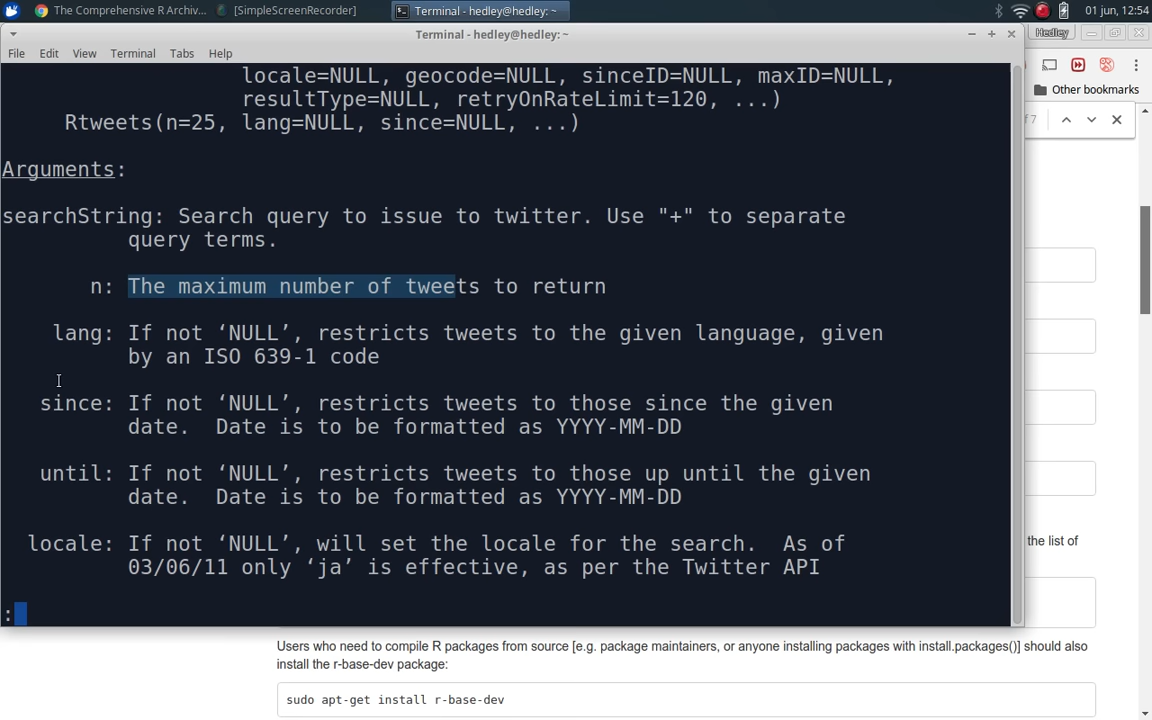 The Comprehensive R Archiv...
[SimpleScreenRecorder]
Terminal - hedley@hedley: ~
01 jun, 12:54
Terminal - hedley@hedley: ~
Hedley
File Edit View Terminal Tabs Help
locale=NULL, geocode=NULL, sinceID=NULL, maxID=NULL,
resultType=NULL, retryOnRateLimit=120, ...)
Rtweets(n=25, lang=NULL, since=NULL, ...)
Other bookmarks
of 7
Arguments:
searchString: Search query to issue to twitter. Use "+" to separate
query terms.
n: The maximum number of tweets to return
lang: If not ‘NULL’, restricts tweets to the given language, given
by an ISO 639-1 code
since: If not ‘NULL’, restricts tweets to those since the given
date.  Date is to be formatted as YYYY-MM-DD
until: If not ‘NULL’, restricts tweets to those up until the given
date.  Date is to be formatted as YYYY-MM-DD
locale: If not ‘NULL’, will set the locale for the search.  As of
03/06/11 only ‘ja’ is effective, as per the Twitter API
:
the list of
Users who need to compile R packages from source [e.g. package maintainers, or anyone installing packages with install.packages()] should also
install the r-base-dev package:
sudo apt-get install r-base-dev